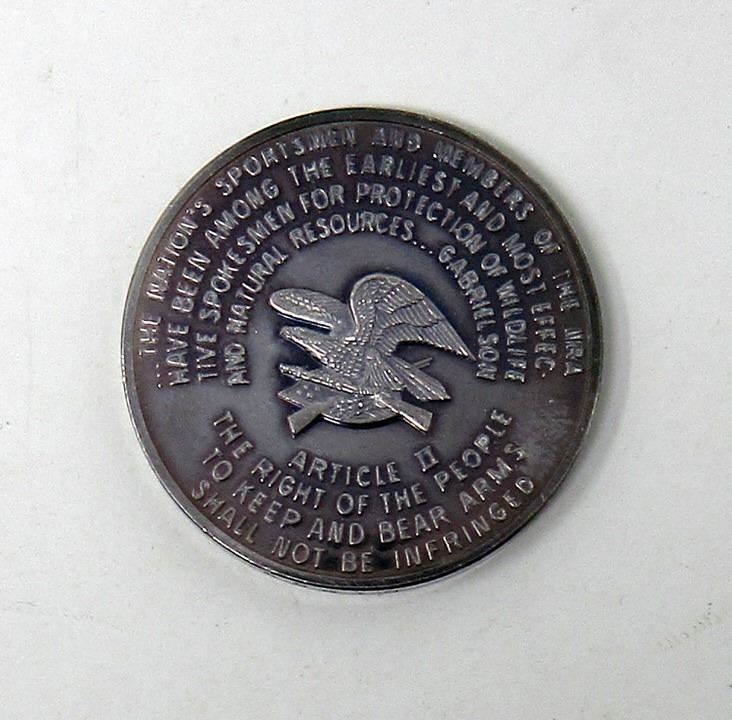 ...THE NATION'S SPORTSMEN AND MEMBERS OF THE NRA
...HAVE BEEN AMONG THE EARLIEST AND MOST EFFEC-
TIVE SPOKESMEN FOR PROTECTION OF WILDLIFE
AND NATURAL RESOURCES... GABRIELSON
ARTICLE II
THE RIGHT OF THE PEOPLE
TO KEEP AND BEAR ARMS
SHALL NOT BE INFRINGED